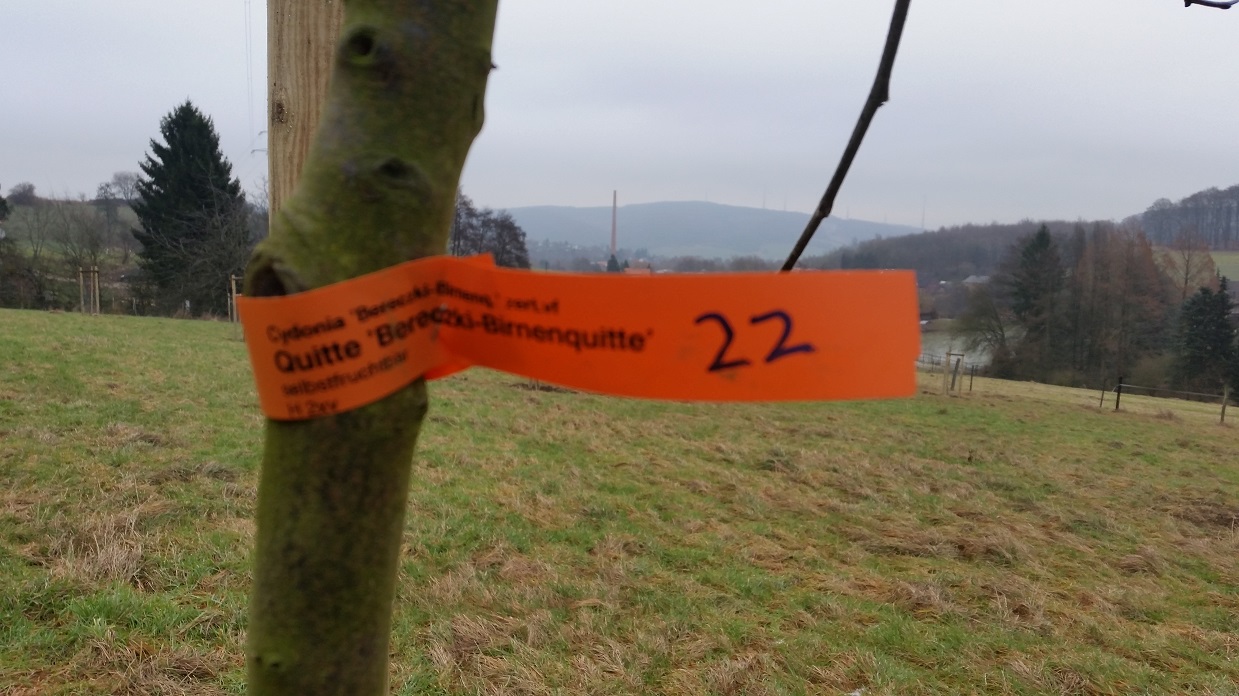 Cydonia 'Bereczki-Birnenq.'
Quitte 'Bereczki-Birnenquitte'
selbstfruchtbar
22